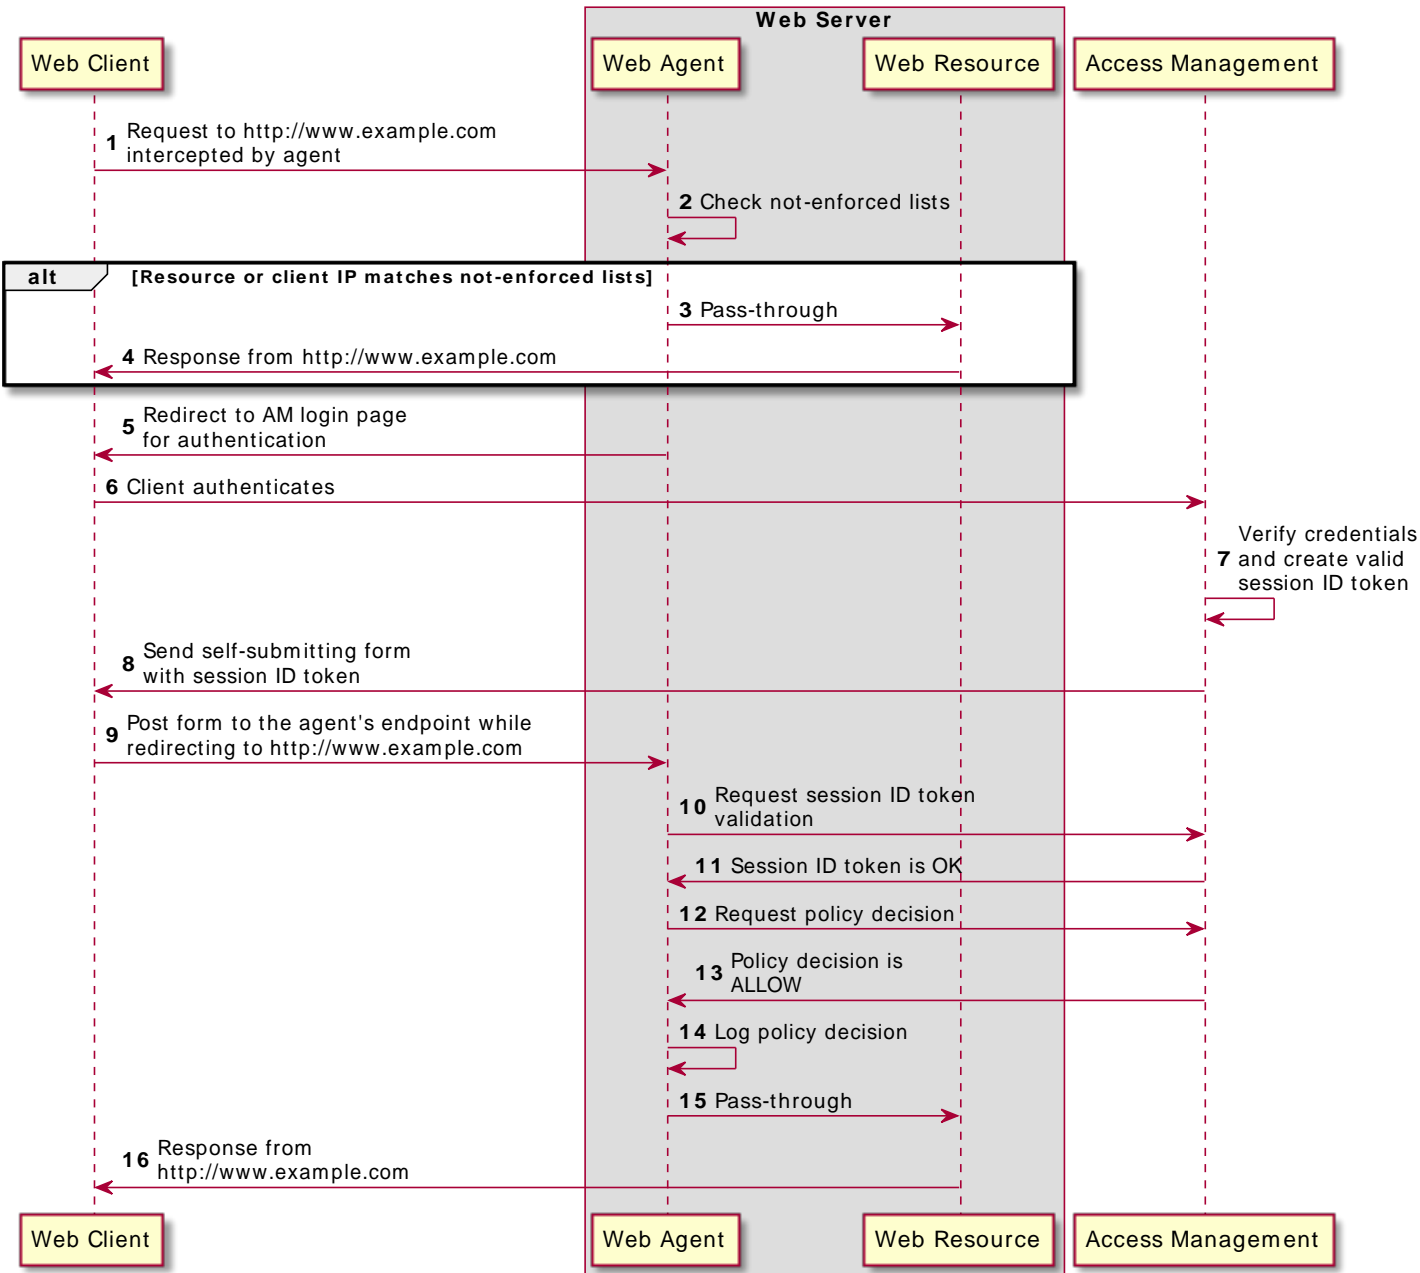 Web Server
Web Client
Web Agent
Web Resource
Access Management
1 Request to http://www.example.com
intercepted by agent
2 Check not-enforced lists
alt [Resource or client IP matches not-enforced lists]
3 Pass-through
4 Response from http://www.example.com
5 Redirect to AM login page
for authentication
6 Client authenticates
7 Verify credentials
and create valid
session ID token
8 Send self-submitting form
with session ID token
9 Post form to the agent's endpoint while
redirecting to http://www.example.com
10 Request session ID token
validation
11 Session ID token is OK
12 Request policy decision
13 Policy decision is
ALLOW
14 Log policy decision
15 Pass-through
16 Response from
http://www.example.com
Web Client
Web Agent
Web Resource
Access Management